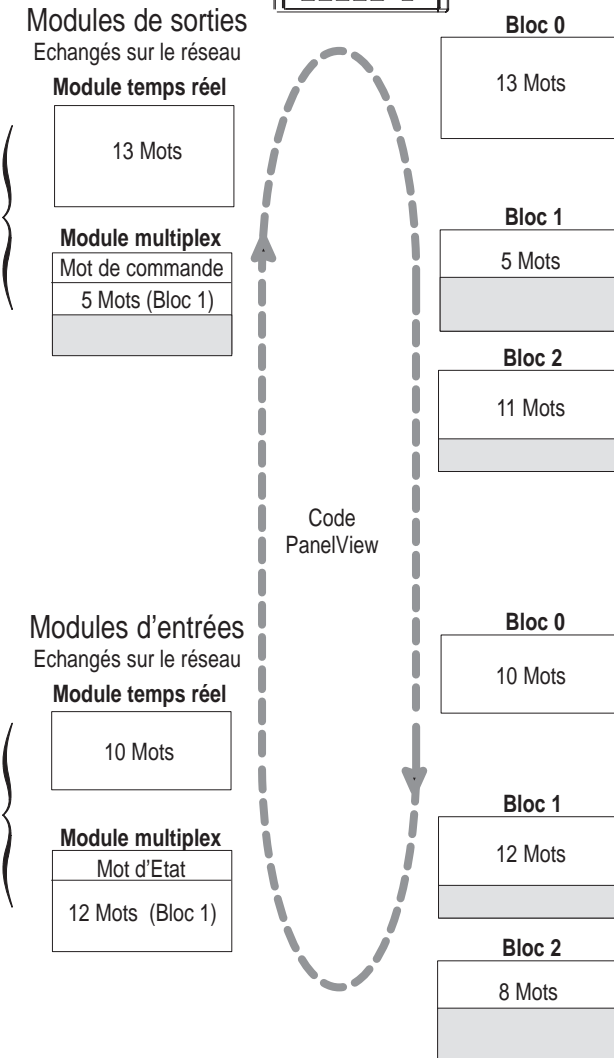 Modules de sorties
Echangés sur le réseau
Module temps réel
13 Mots
Module multiplex
Mot de commande
5 Mots (Bloc 1)
Bloc 0
13 Mots
Bloc 1
5 Mots
Bloc 2
11 Mots
Code
PanelView
Modules d’entrées
Echangés sur le réseau
Module temps réel
10 Mots
Module multiplex
Mot d’Etat
12 Mots (Bloc 1)
Bloc 0
10 Mots
Bloc 1
12 Mots
Bloc 2
8 Mots